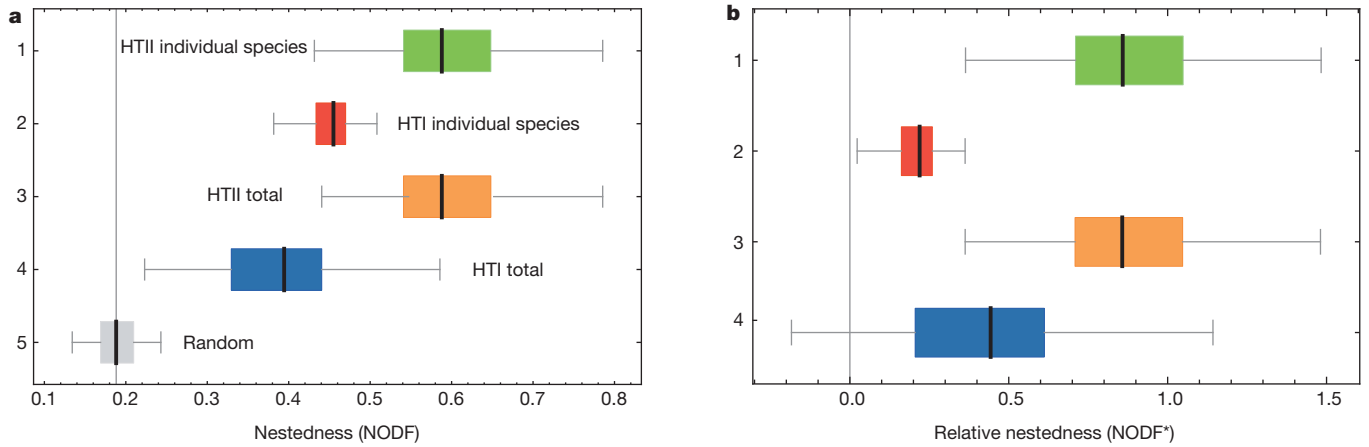 a
1
HTII individual species
2
HTI individual species
3
HTII total
4
HTI total
5
Random
0.1 0.2 0.3 0.4 0.5 0.6 0.7 0.8
Nestedness (NODF)
b
1
2
3
4
0.0 0.5 1.0 1.5
Relative nestedness (NODF*)